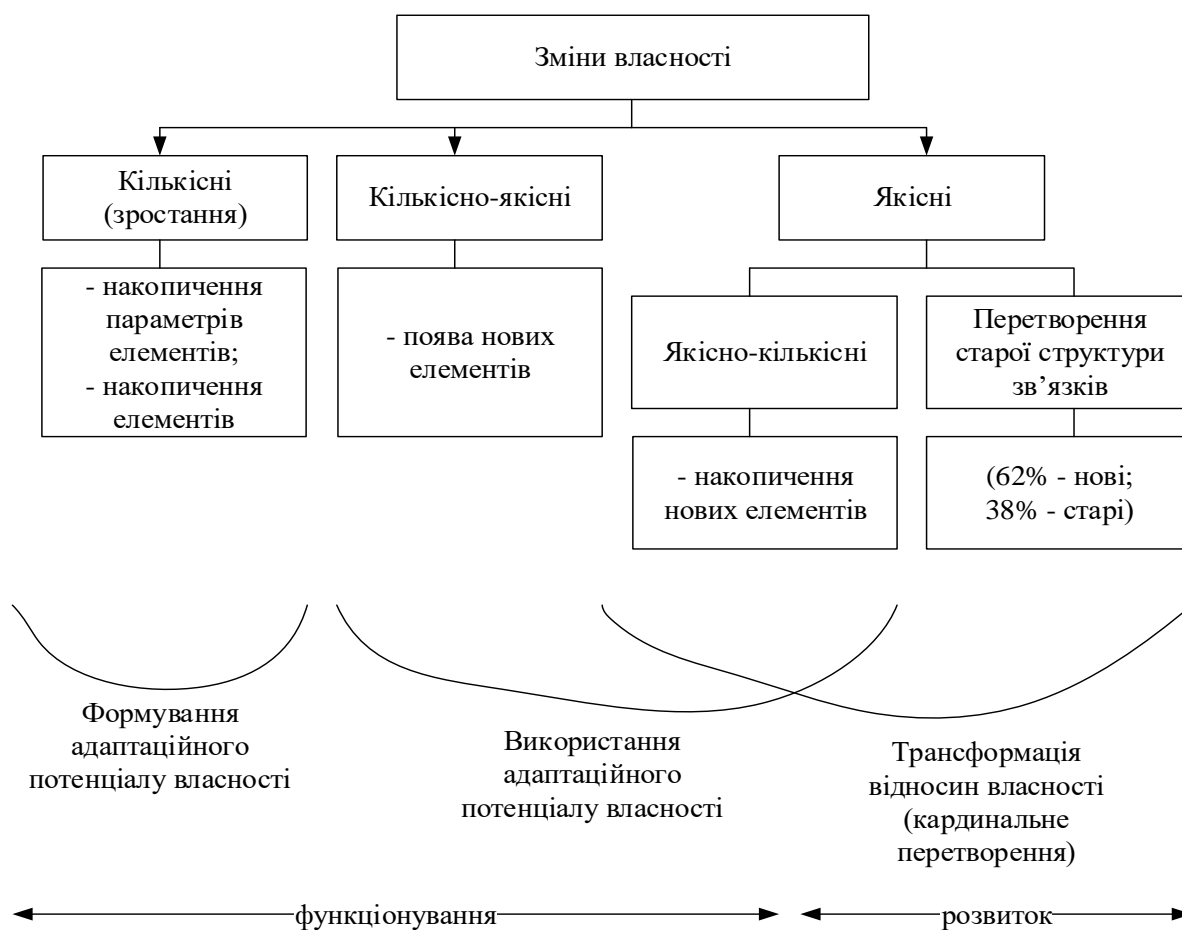 Зміни власності
Кількісні
(зростання)
Кількісно-якісні
Якісні
- накопичення
параметрів
елементів;
- накопичення
елементів
- поява нових
елементів
Якісно-кількісні
Перетворення
старої структури
зв’язків
- накопичення
нових елементів
(62% - нові;
38% - старі)
Формування
адаптаційного
потенціалу власності
Використання
адаптаційного
потенціалу власності
Трансформація
відносин власності
(кардинальне
перетворення)
функціонування
розвиток